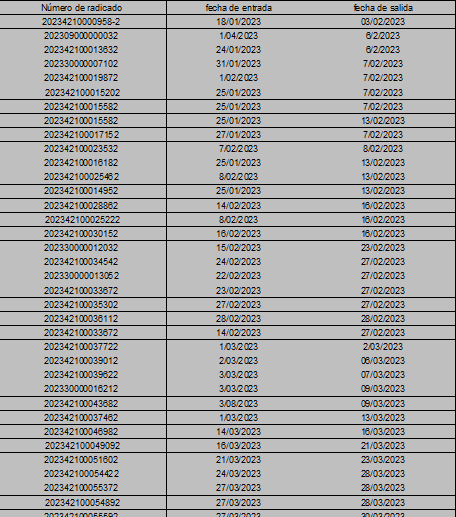 Número de radicado fecha de entrada fecha de salida
20234210000958-2 18/01/2023 03/02/2023
202309000000032 1/04/2023 6/2/2023
202342100013632 24/01/2023 6/2/2023
202330000007102 31/01/2023 7/02/2023
202342100019872 1/02/2023 7/02/2023
202342100015202 25/01/2023 7/02/2023
202342100015582 25/01/2023 7/02/2023
202342100015582 25/01/2023 13/02/2023
202342100017152 27/01/2023 7/02/2023
202342100023532 7/02/2023 8/02/2023
202342100016182 25/01/2023 13/02/2023
202342100025462 8/02/2023 13/02/2023
202342100014952 25/01/2023 13/02/2023
202342100028862 14/02/2023 16/02/2023
202342100025222 8/02/2023 16/02/2023
202342100030152 16/02/2023 16/02/2023
202330000012032 15/02/2023 23/02/2023
202342100034542 24/02/2023 27/02/2023
202330000013052 22/02/2023 27/02/2023
202342100033672 23/02/2023 27/02/2023
202342100035302 27/02/2023 27/02/2023
202342100036112 28/02/2023 28/02/2023
202342100033672 14/02/2023 27/02/2023
202342100037722 1/03/2023 2/03/2023
202342100039012 2/03/2023 06/03/2023
202342100039622 3/03/2023 07/03/2023
202330000016212 3/03/2023 09/03/2023
202342100043682 3/08/2023 09/03/2023
202342100037462 1/03/2023 13/03/2023
202342100046982 14/03/2023 16/03/2023
202342100049092 16/03/2023 21/03/2023
202342100051602 21/03/2023 23/03/2023
202342100054422 24/03/2023 28/03/2023
202342100055372 27/03/2023 28/03/2023
202342100054892 27/03/2023 28/03/2023
202342100055592 27/03/2023 30/03/2023